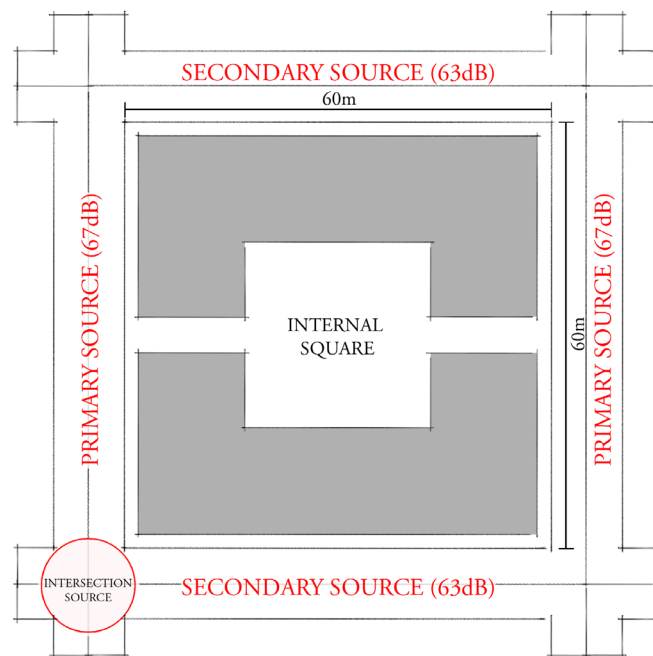 SECONDARY SOURCE (63dB)
60m
PRIMARY SOURCE (67dB)
INTERNAL
SQUARE
60m
PRIMARY SOURCE (67dB)
INTERSECTION
SOURCE
SECONDARY SOURCE (63dB)